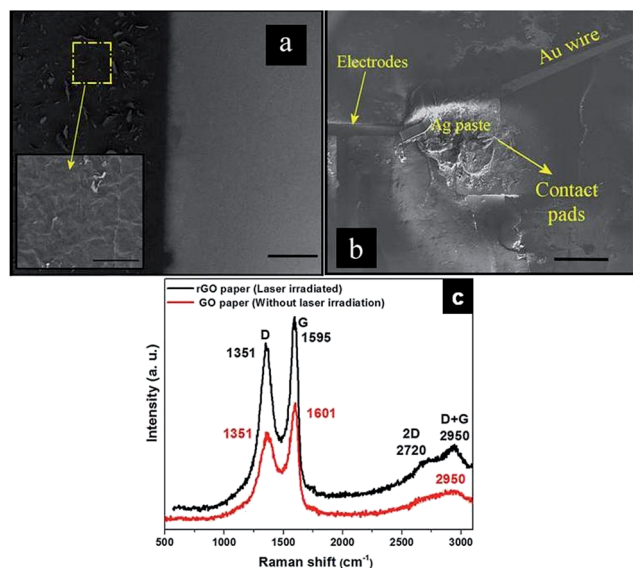 a
Au wire
Electrodes
Ag paste
Contact
pads
b
rGO paper (Laser irradiated)
GO paper (Without laser irradiation)
c
D
G
1351
1595
1351
1601
2D
2720
D+G
2950
2950
Intensity (a. u.)
500
1000
1500
2000
2500
3000
Raman shift (cm⁻¹)